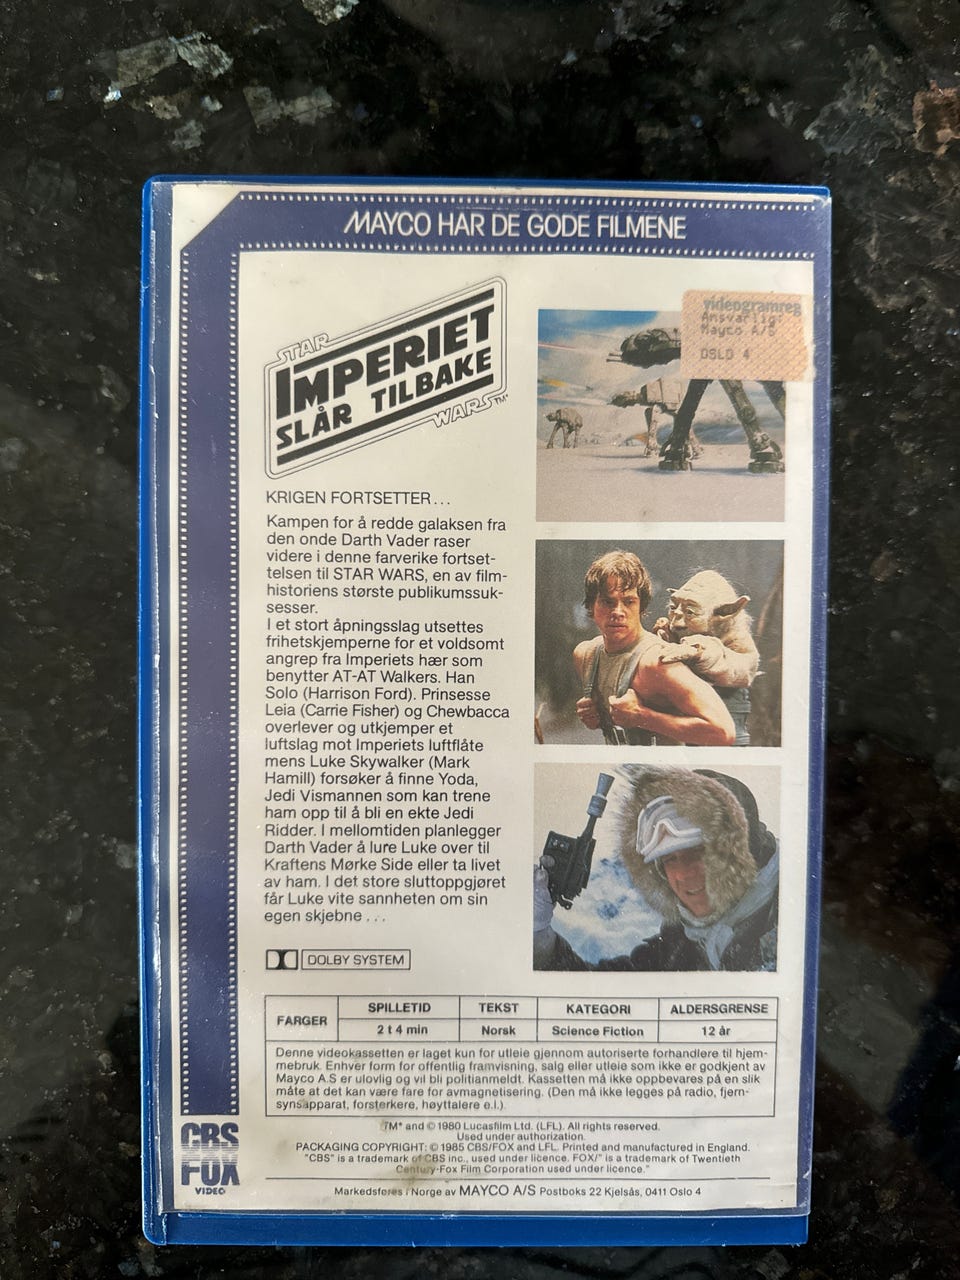 MAYCO HAR DE GODE FILMENE
videogramreg
Ansvarlig:
Mayco A/S
OSLO 4
STAR
IMPERIET
SLÅR TILBAKE
WARS™
KRIGEN FORTSETTER...
Kampen for å redde galaksen fra
den onde Darth Vader raser
videre i denne farverike fortset-
telsen til STAR WARS, en av film-
historiens største publikumssuk-
sesser.
I et stort åpningsslag utsettes
frihetskjemperne for et voldsomt
angrep fra Imperiets hær som
benytter AT-AT Walkers. Han
Solo (Harrison Ford). Prinsesse
Leia (Carrie Fisher) og Chewbacca
overlever og utkjemper et
luftslag mot Imperiets luftflåte
mens Luke Skywalker (Mark
Hamill) forsøker å finne Yoda,
Jedi Vismannen som kan trene
ham opp til å bli en ekte Jedi
Ridder. I mellomtiden planlegger
Darth Vader å lure Luke over til
Kraftens Mørke Side eller ta livet
av ham. I det store sluttoppgjøret
får Luke vite sannheten om sin
egen skjebne...
DOLBY SYSTEM
FARGER
SPILLETID TEKST KATEGORI ALDERSGRENSE
2 t 4 min Norsk Science Fiction 12 år
Denne videokassetten er laget kun for utleie gjennom autoriserte forhandlere til hjem-
mebruk. Enhver form for offentlig framvisning, salg eller utleie som ikke er godkjent av
Mayco A.S er ulovlig og vil bli politianmeldt. Kassetten må ikke oppbevares på en slik
måte at det kan være fare for avmagnetisering. (Den må ikke legges på radio, fjern-
synsapparat, forsterkere, høyttalere e.l.).
TM* and © 1980 Lucasfilm Ltd. (LFL). All rights reserved.
Used under authorization.
PACKAGING COPYRIGHT: © 1985 CBS/FOX and LFL. Printed and manufactured in England.
"CBS" is a trademark of CBS inc., used under licence. FOX/" is a trademark of Twentieth
Century-Fox Film Corporation used under licence."
Markedsføres i Norge av MAYCO A/S Postboks 22 Kjelsås, 0411 Oslo 4
CBS
FOX
VIDEO